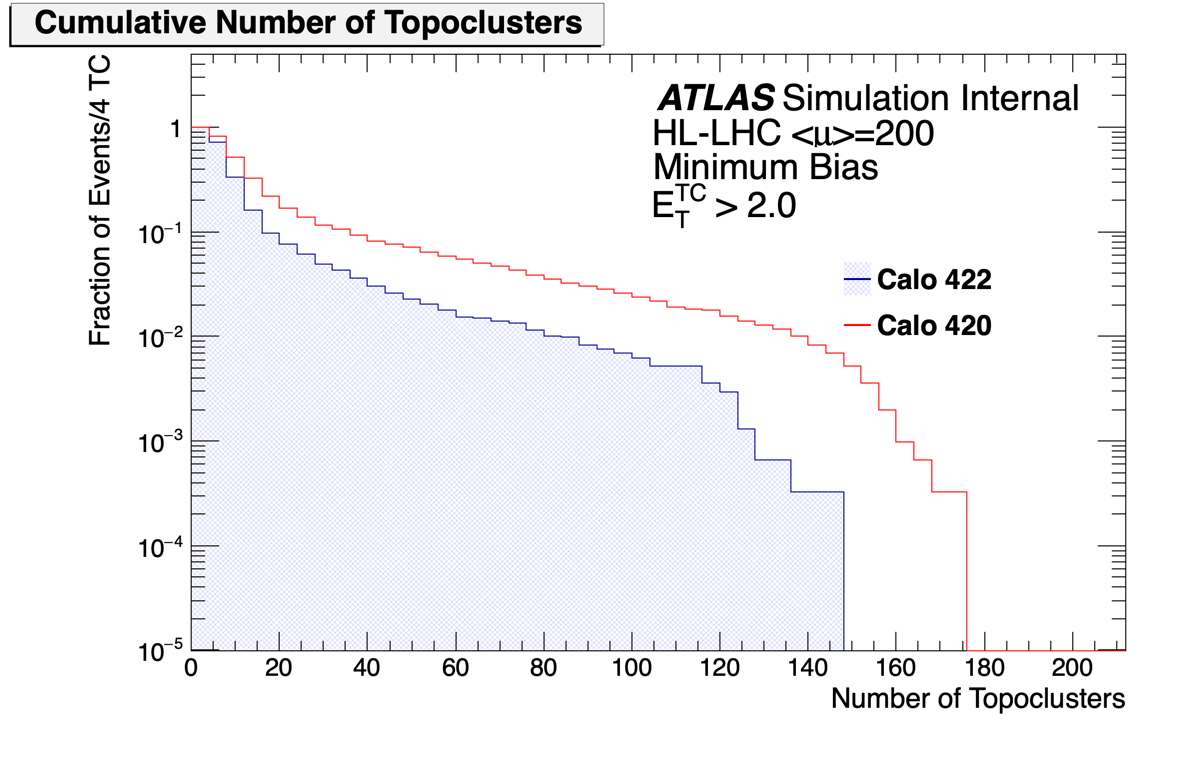 Cumulative Number of Topoclusters
Fraction of Events/4 TC
ATLAS Simulation Internal
HL-LHC <μ>=200
Minimum Bias
E_T^TC > 2.0
Calo 422
Calo 420
1
10⁻¹
10⁻²
10⁻³
10⁻⁴
10⁻⁵
0 20 40 60 80 100 120 140 160 180 200
Number of Topoclusters